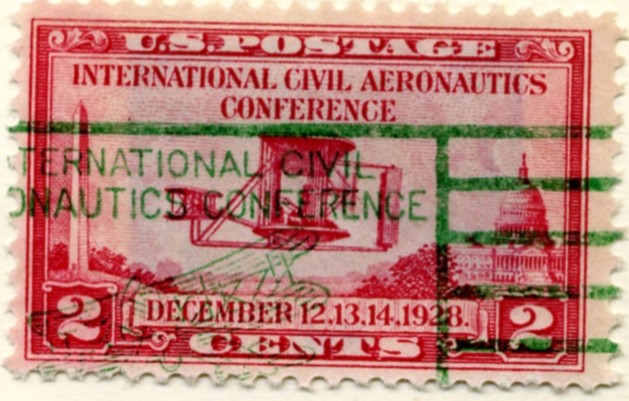 U.S. POSTAGE
INTERNATIONAL CIVIL AERONAUTICS
CONFERENCE
TERNATIONAL CIVIL
ONAUTICS CONFERENCE
2 DECEMBER 12,13,14,1928. 2
CENTS